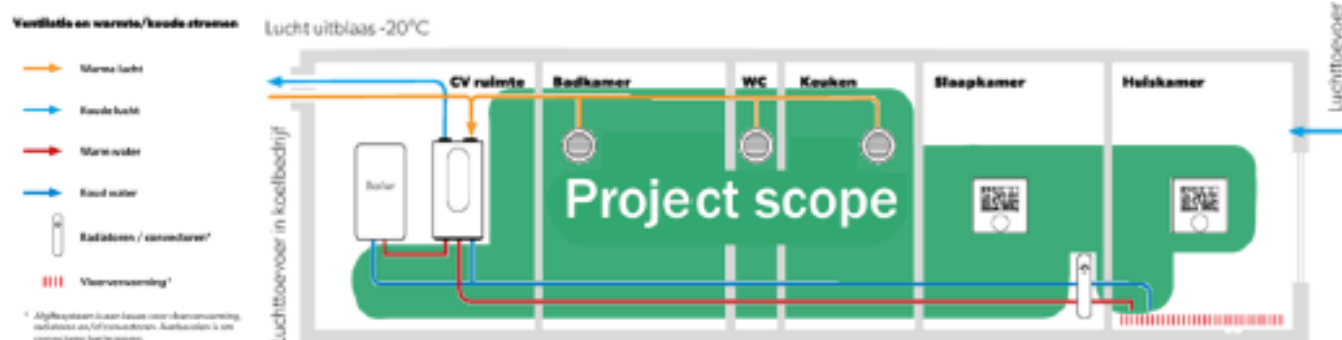 Ventilatie en warmte/koude stromen
Lucht uitblaas -20°C
Luchttoevoer
Warme lucht
Koude lucht
Warm water
Koud water
Radiatoren / convectoren*
Vloerverwarming*
CV ruimte
Badkamer
WC
Keuken
Slaapkamer
Huiskamer
Boiler
Project scope
Luchttoevoer in koelbedrijf